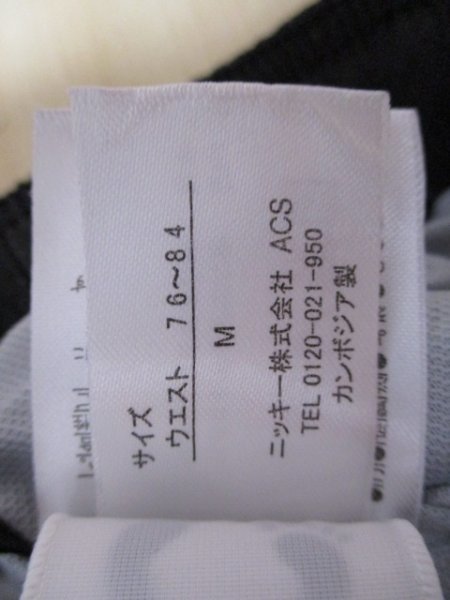 サイズ
ウエスト 76～84
M
ニッキー株式会社 ACS
TEL 0120-021-950
カンボジア製